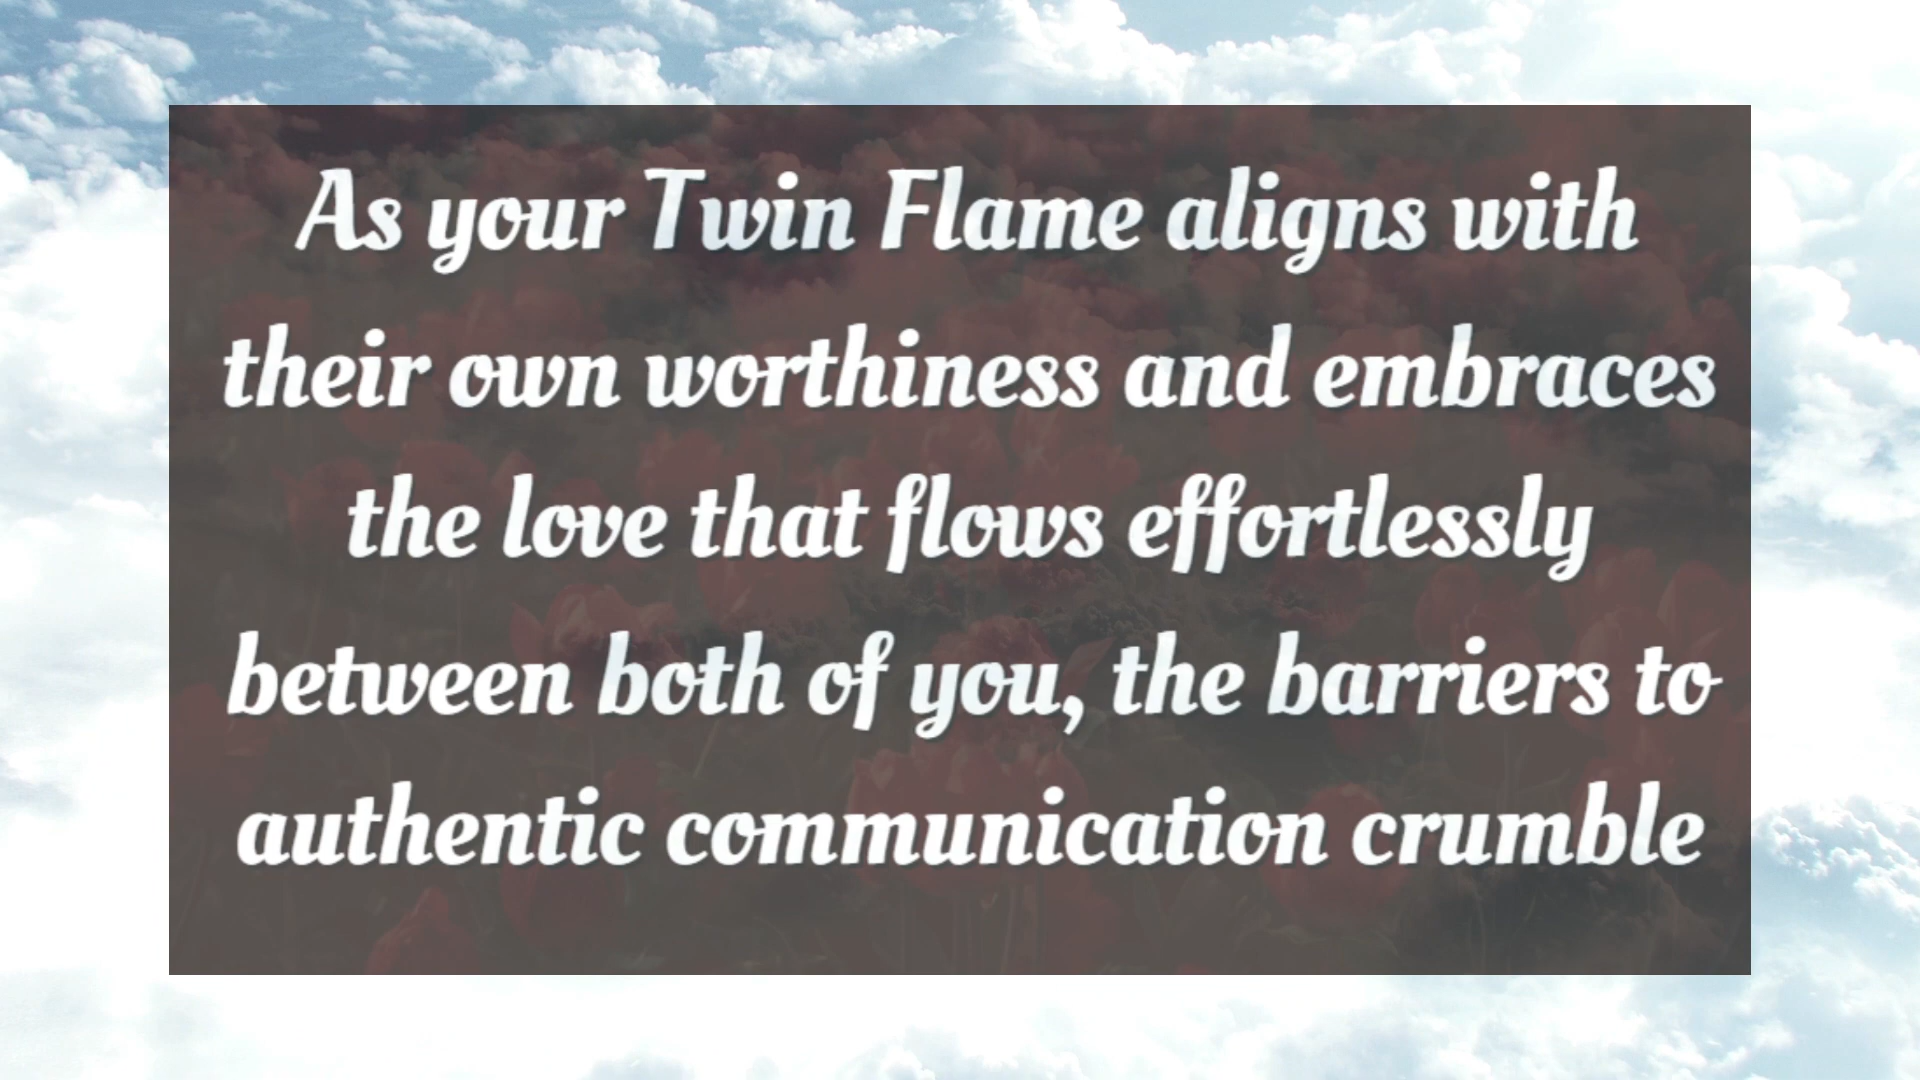 As your Twin Flame aligns with
their own worthiness and embraces
the love that flows effortlessly
between both of you, the barriers to
authentic communication crumble